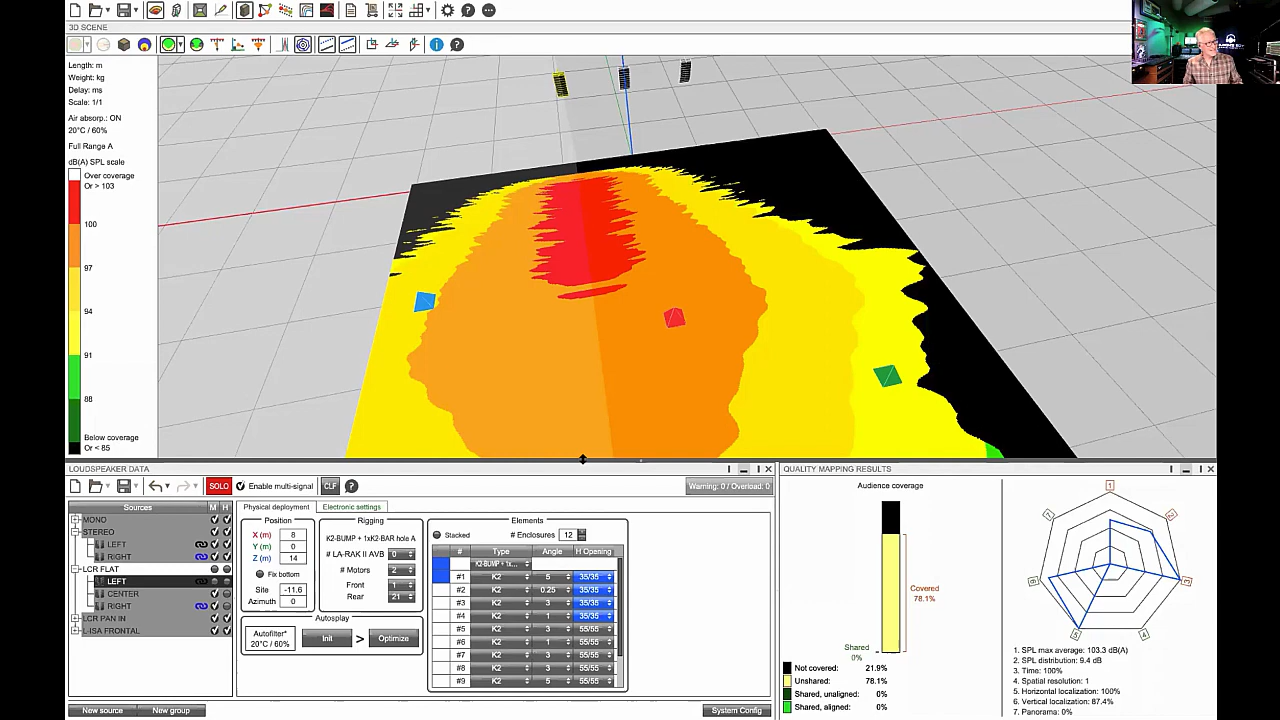 3D SCENE
Length: m
Weight: kg
Delay: ms
Scale: 1/1
Air absorp.: ON
20°C / 60%
Full Range A
dB(A) SPL scale
Over coverage
Or > 103
100
97
94
91
88
Below coverage
Or < 85
LOUDSPEAKER DATA
SOLO
Enable multi-signal
CLF
Warning: 0 / Overload: 0
Sources
M H
MONO
STEREO
LEFT
RIGHT
LCR FLAT
LEFT
CENTER
RIGHT
LCR PAN IN
L-ISA FRONTAL
New source
New group
Physical deployment
Electronic settings
Position
X (m) 8
Y (m) 0
Z (m) 14
Fix bottom
Site -11.6
Azimuth 0
Rigging
K2-BUMP + 1xK2-BAR hole A
# LA-RAK II AVB 0
# Motors 2
Front 1
Rear 21
Autosplay
Autofilter*
20°C / 60%
Init > Optimize
Elements
Stacked
# Enclosures 12
# Type Angle H Opening
K2-BUMP + 1x...
#1 K2 5 35/35
#2 K2 0.25 35/35
#3 K2 3 35/35
#4 K2 1 35/35
#5 K2 3 55/55
#6 K2 1 55/55
#7 K2 3 55/55
#8 K2 3 55/55
#9 K2 5 55/55
System Config
QUALITY MAPPING RESULTS
Audience coverage
Covered
78.1%
Shared
0%
Not covered: 21.9%
Unshared: 78.1%
Shared, unaligned: 0%
Shared, aligned: 0%
1
2
3
4
5
6
7
1. SPL max average: 103.3 dB(A)
2. SPL distribution: 9.4 dB
3. Time: 100%
4. Spatial resolution: 1
5. Horizontal localization: 100%
6. Vertical localization: 87.4%
7. Panorama: 0%